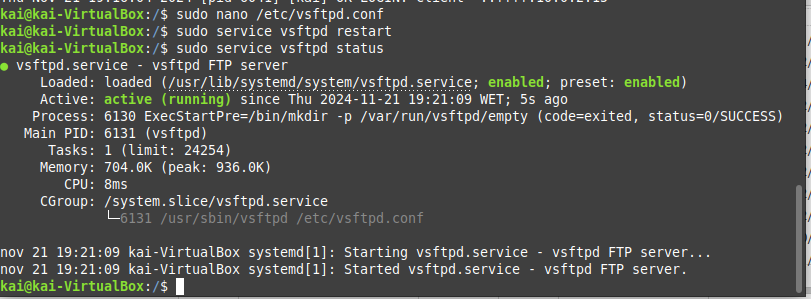 kai@kai-VirtualBox:/$ sudo nano /etc/vsftpd.conf
kai@kai-VirtualBox:/$ sudo service vsftpd restart
kai@kai-VirtualBox:/$ sudo service vsftpd status
● vsftpd.service - vsftpd FTP server
Loaded: loaded (/usr/lib/systemd/system/vsftpd.service; enabled; preset: enabled)
Active: active (running) since Thu 2024-11-21 19:21:09 WET; 5s ago
Process: 6130 ExecStartPre=/bin/mkdir -p /var/run/vsftpd/empty (code=exited, status=0/SUCCESS)
Main PID: 6131 (vsftpd)
Tasks: 1 (limit: 24254)
Memory: 704.0K (peak: 936.0K)
CPU: 8ms
CGroup: /system.slice/vsftpd.service
└─6131 /usr/sbin/vsftpd /etc/vsftpd.conf
nov 21 19:21:09 kai-VirtualBox systemd[1]: Starting vsftpd.service - vsftpd FTP server...
nov 21 19:21:09 kai-VirtualBox systemd[1]: Started vsftpd.service - vsftpd FTP server.
kai@kai-VirtualBox:/$